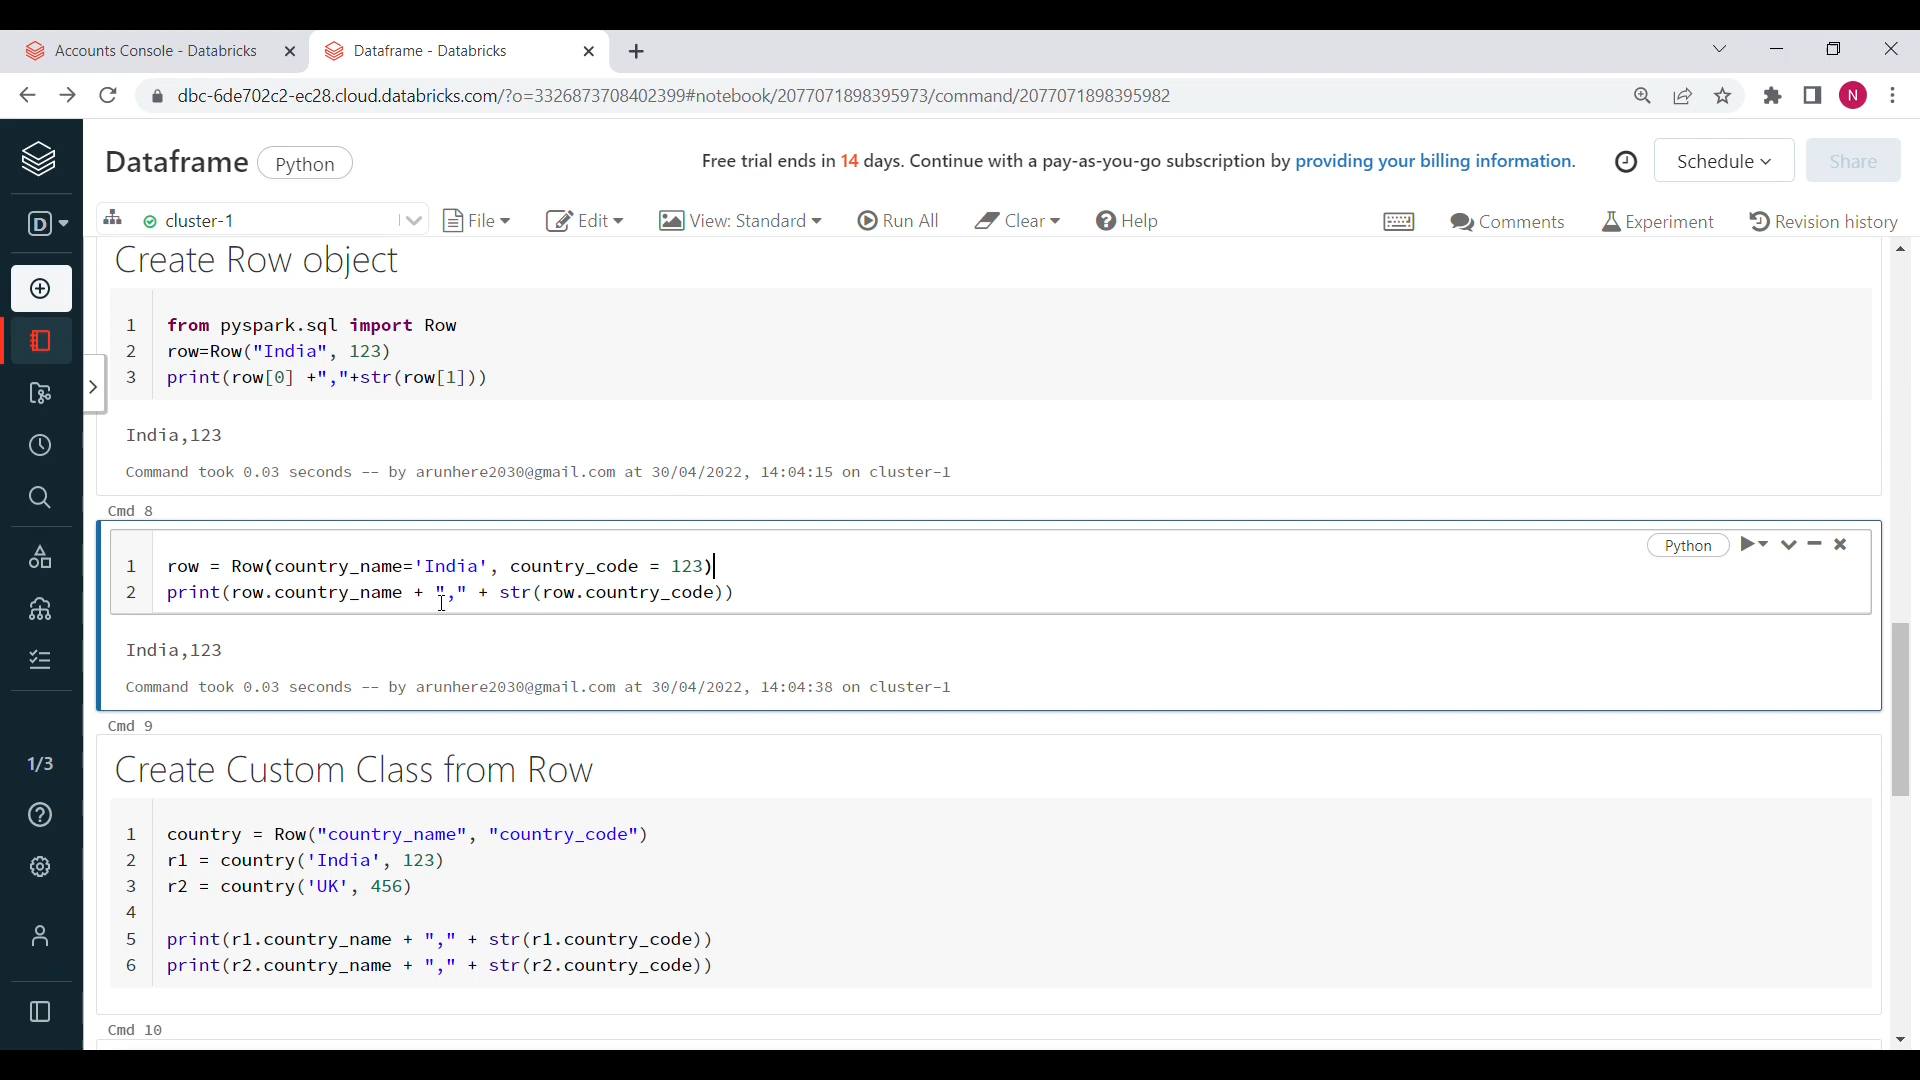 Accounts Console - Databricks
Dataframe - Databricks
dbc-6de702c2-ec28.cloud.databricks.com/?o=3326873708402399#notebook/2077071898395973/command/2077071898395982
N
Dataframe
Python
Free trial ends in 14 days. Continue with a pay-as-you-go subscription by providing your billing information.
Schedule
Share
D
cluster-1
File
Edit
View: Standard
Run All
Clear
Help
Comments
Experiment
Revision history
Create Row object
1 from pyspark.sql import Row
2 row=Row("India", 123)
3 print(row[0] +","+str(row[1]))
India,123
Command took 0.03 seconds -- by arunhere2030@gmail.com at 30/04/2022, 14:04:15 on cluster-1
Cmd 8
Python
1 row = Row(country_name='India', country_code = 123)
2 print(row.country_name + "," + str(row.country_code))
India,123
Command took 0.03 seconds -- by arunhere2030@gmail.com at 30/04/2022, 14:04:38 on cluster-1
Cmd 9
1/3
Create Custom Class from Row
1 country = Row("country_name", "country_code")
2 r1 = country('India', 123)
3 r2 = country('UK', 456)
4
5 print(r1.country_name + "," + str(r1.country_code))
6 print(r2.country_name + "," + str(r2.country_code))
Cmd 10